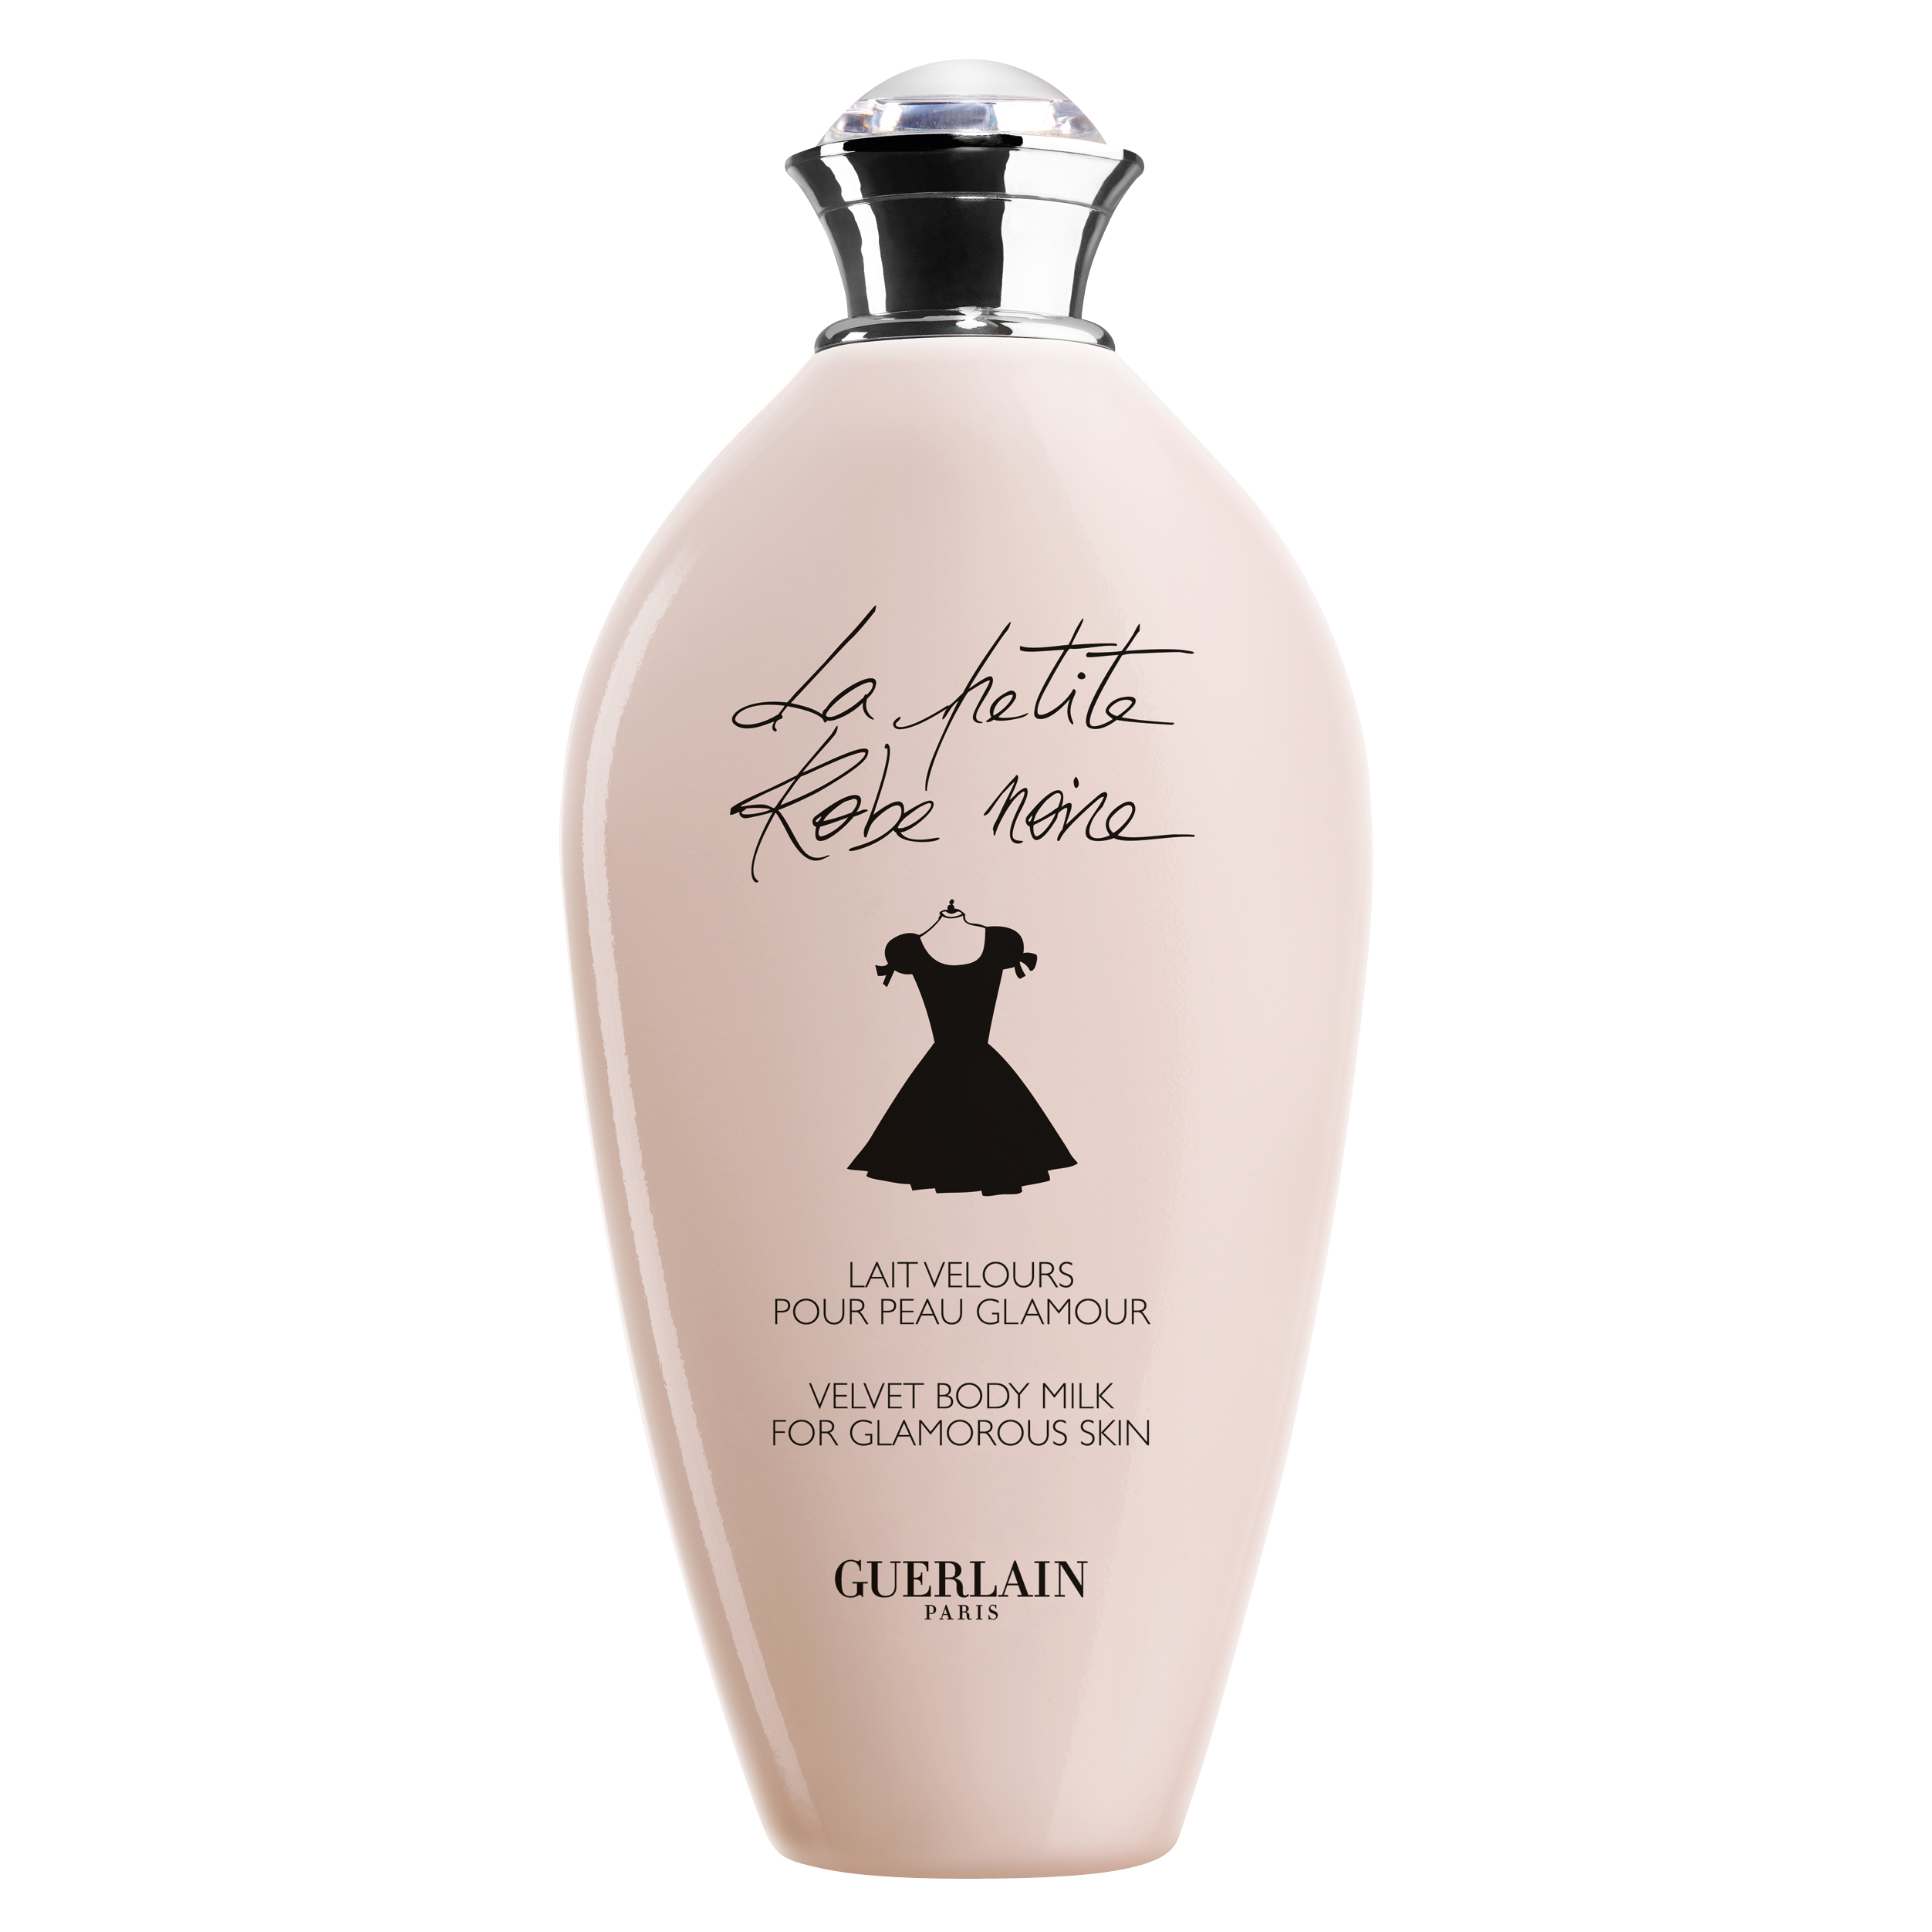 La petite
Robe noire
LAIT VELOURS
POUR PEAU GLAMOUR
VELVET BODY MILK
FOR GLAMOROUS SKIN
GUERLAIN
PARIS